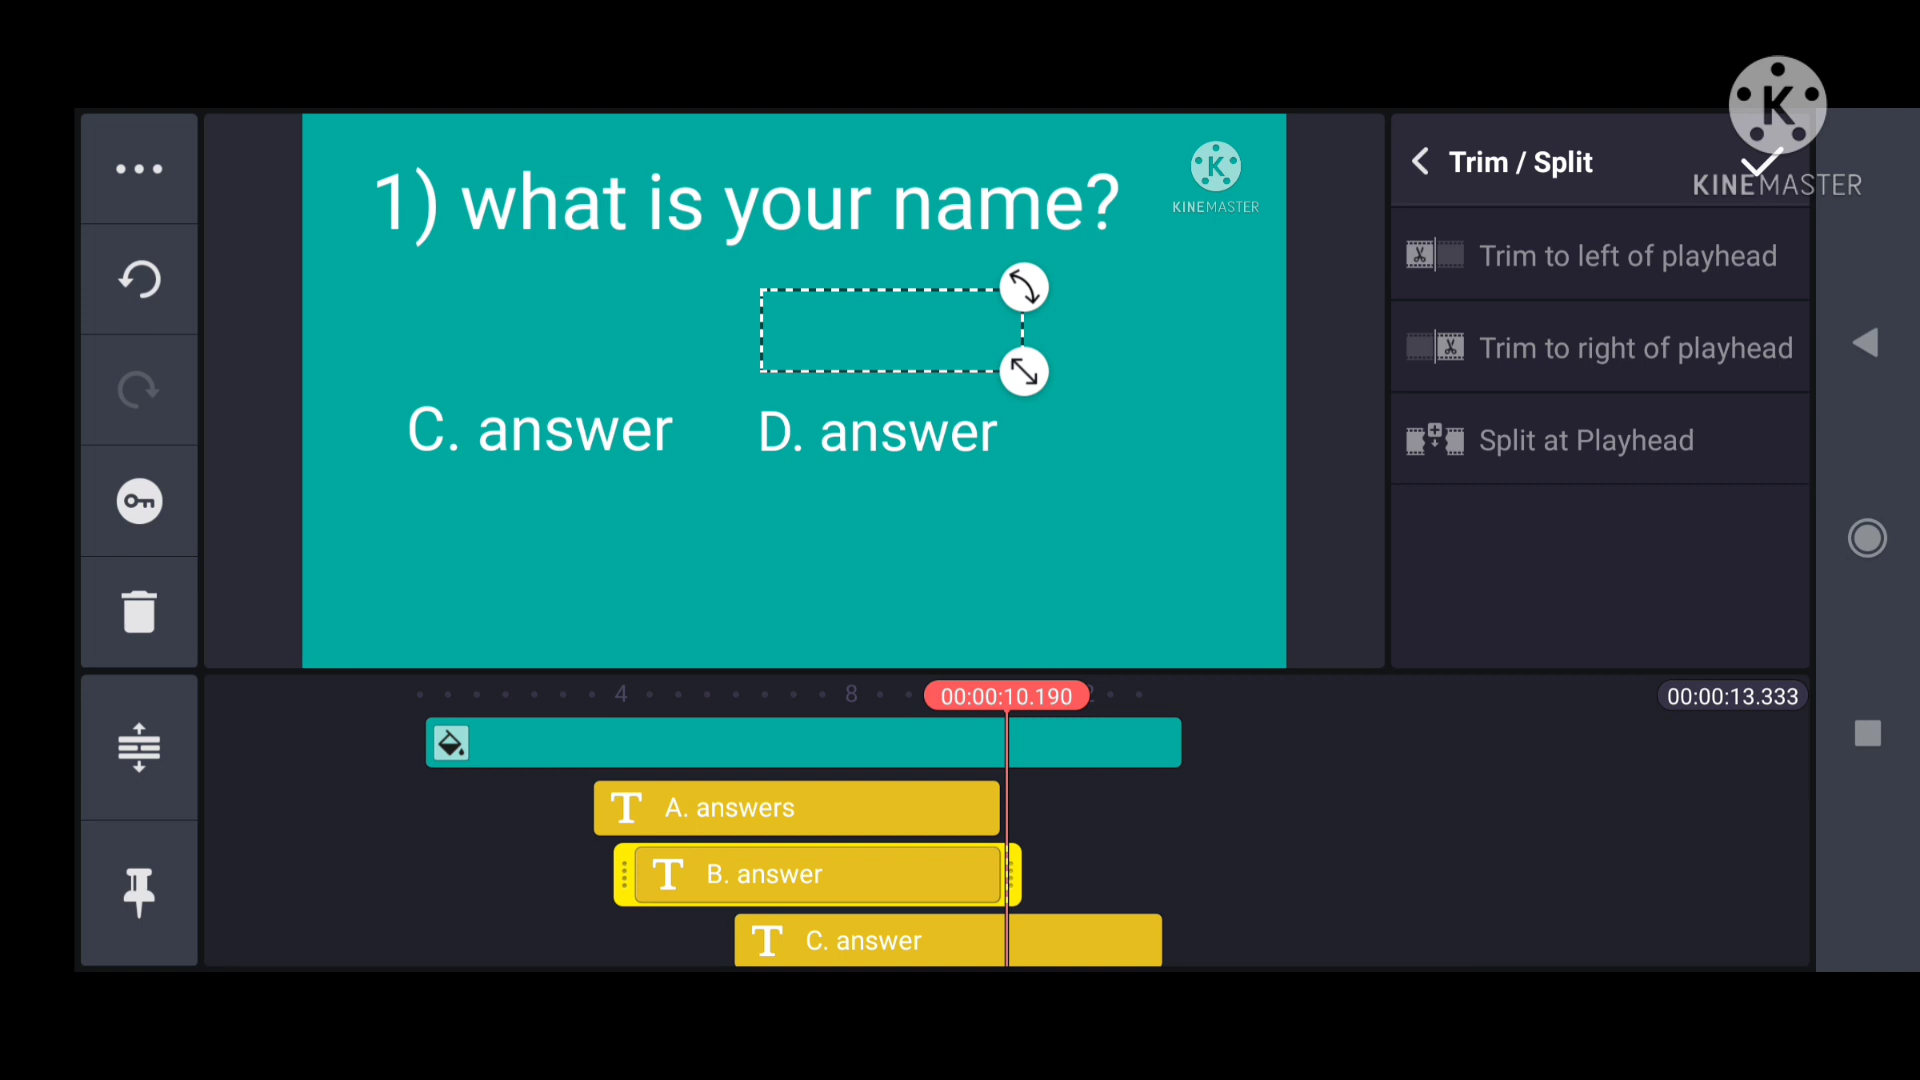 K
KINEMASTER
Trim / Split
1) what is your name?
K
KINEMASTER
Trim to left of playhead
Trim to right of playhead
C. answer
D. answer
Split at Playhead
4
8
00:00:10.190
2
00:00:13.333
T A. answers
T B. answer
T C. answer